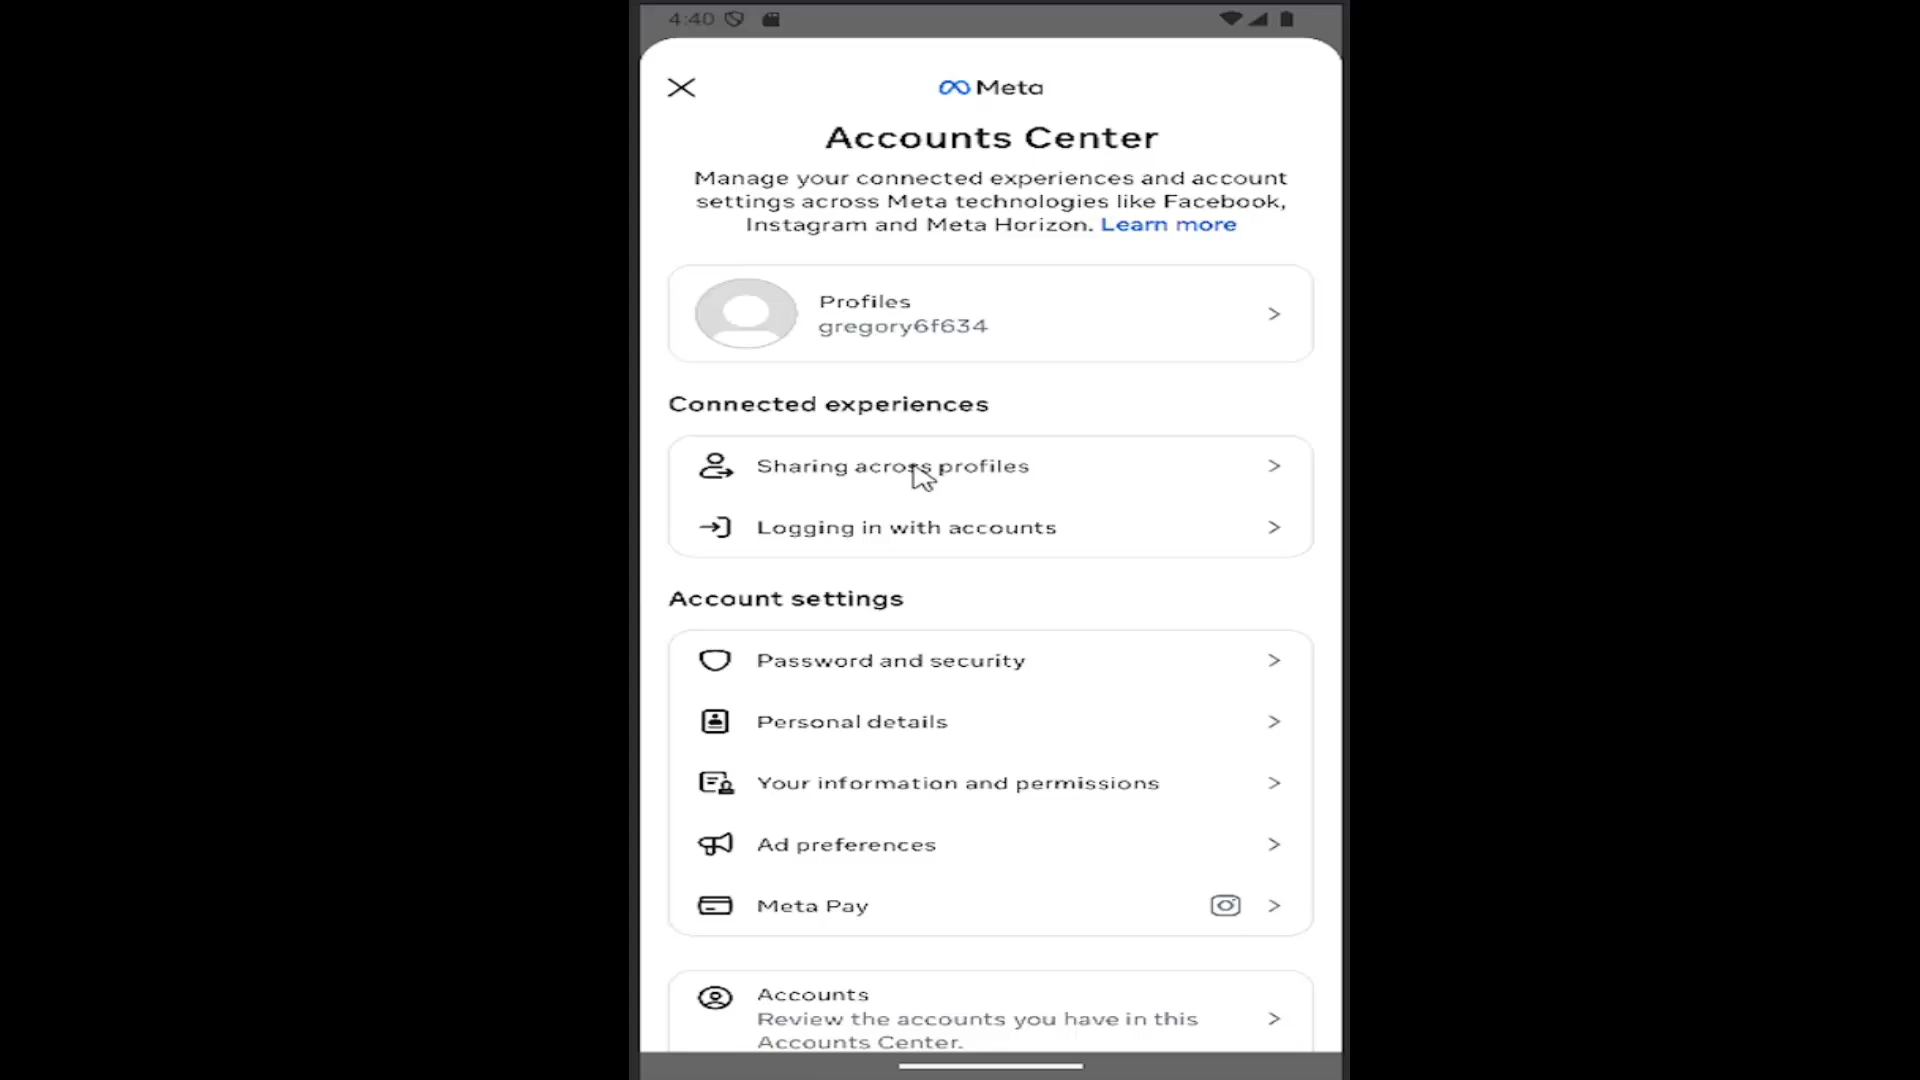 4:40
Meta
Accounts Center
Manage your connected experiences and account
settings across Meta technologies like Facebook,
Instagram and Meta Horizon. Learn more
Profiles
gregory6f634
Connected experiences
Sharing across profiles
Logging in with accounts
Account settings
Password and security
Personal details
Your information and permissions
Ad preferences
Meta Pay
Accounts
Review the accounts you have in this
Accounts Center.